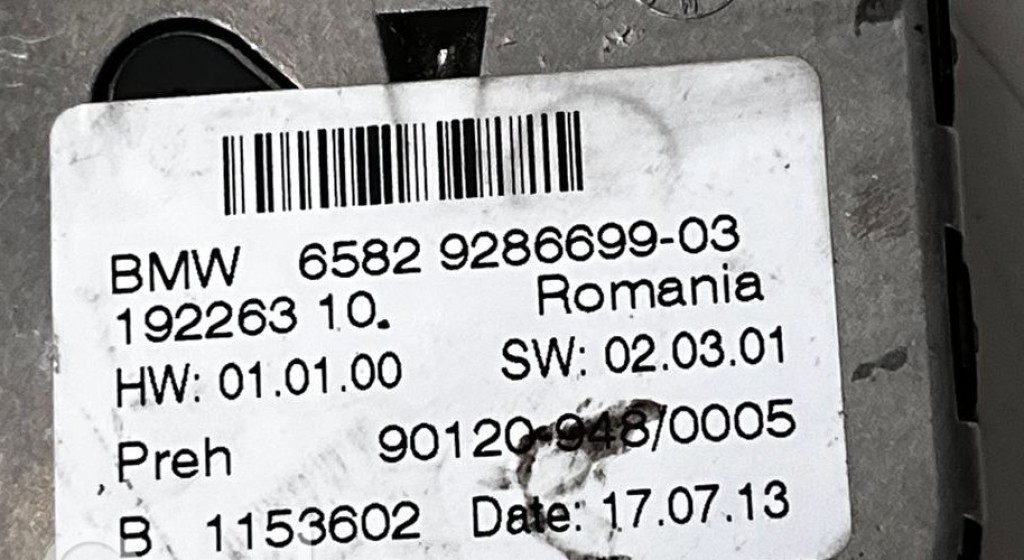 BMW 6582 9286699-03
192263 10. Romania
HW: 01.01.00 SW: 02.03.01
Preh 90120-948/0005
B 1153602 Date: 17.07.13